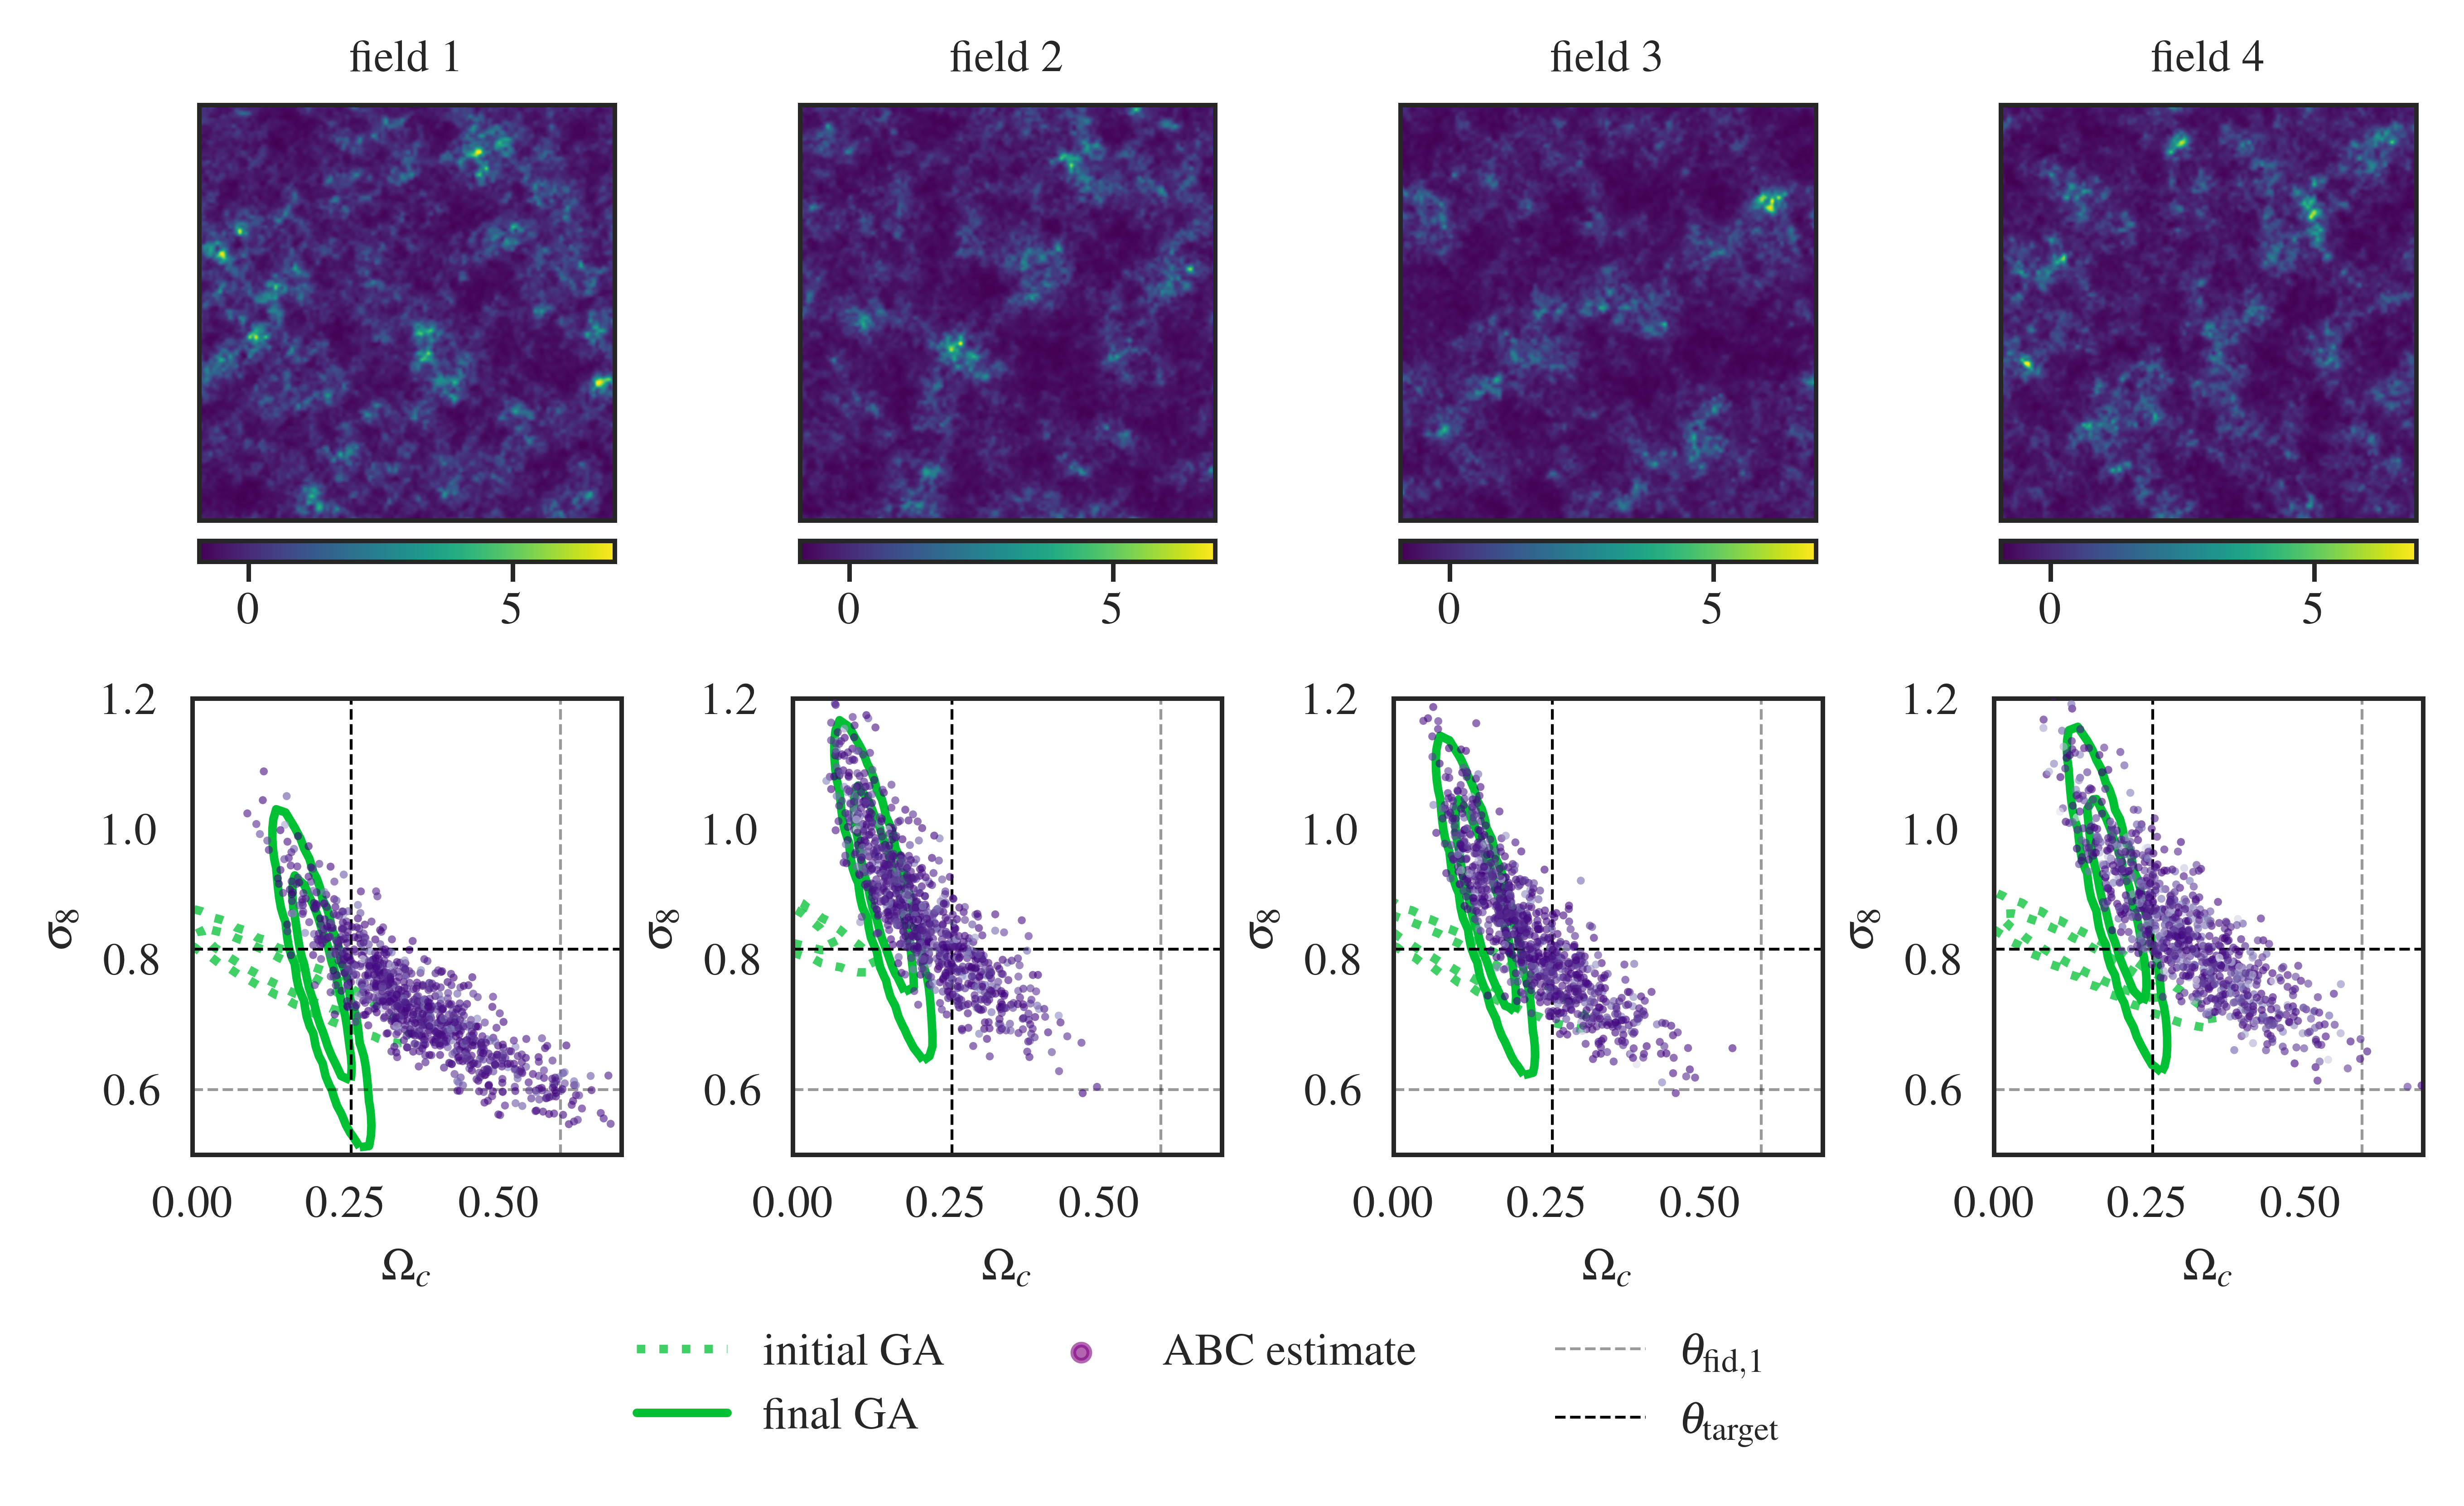 field 1 field 2 field 3 field 4
0 5 0 5 0 5 0 5
1.2 1.2 1.2 1.2
1.0 1.0 1.0 1.0
σ8 σ8 σ8 σ8
0.8 0.8 0.8 0.8
0.6 0.6 0.6 0.6
0.00 0.25 0.50 0.00 0.25 0.50 0.00 0.25 0.50 0.00 0.25 0.50
Ωc Ωc Ωc Ωc
initial GA ABC estimate θfid,1
final GA θtarget